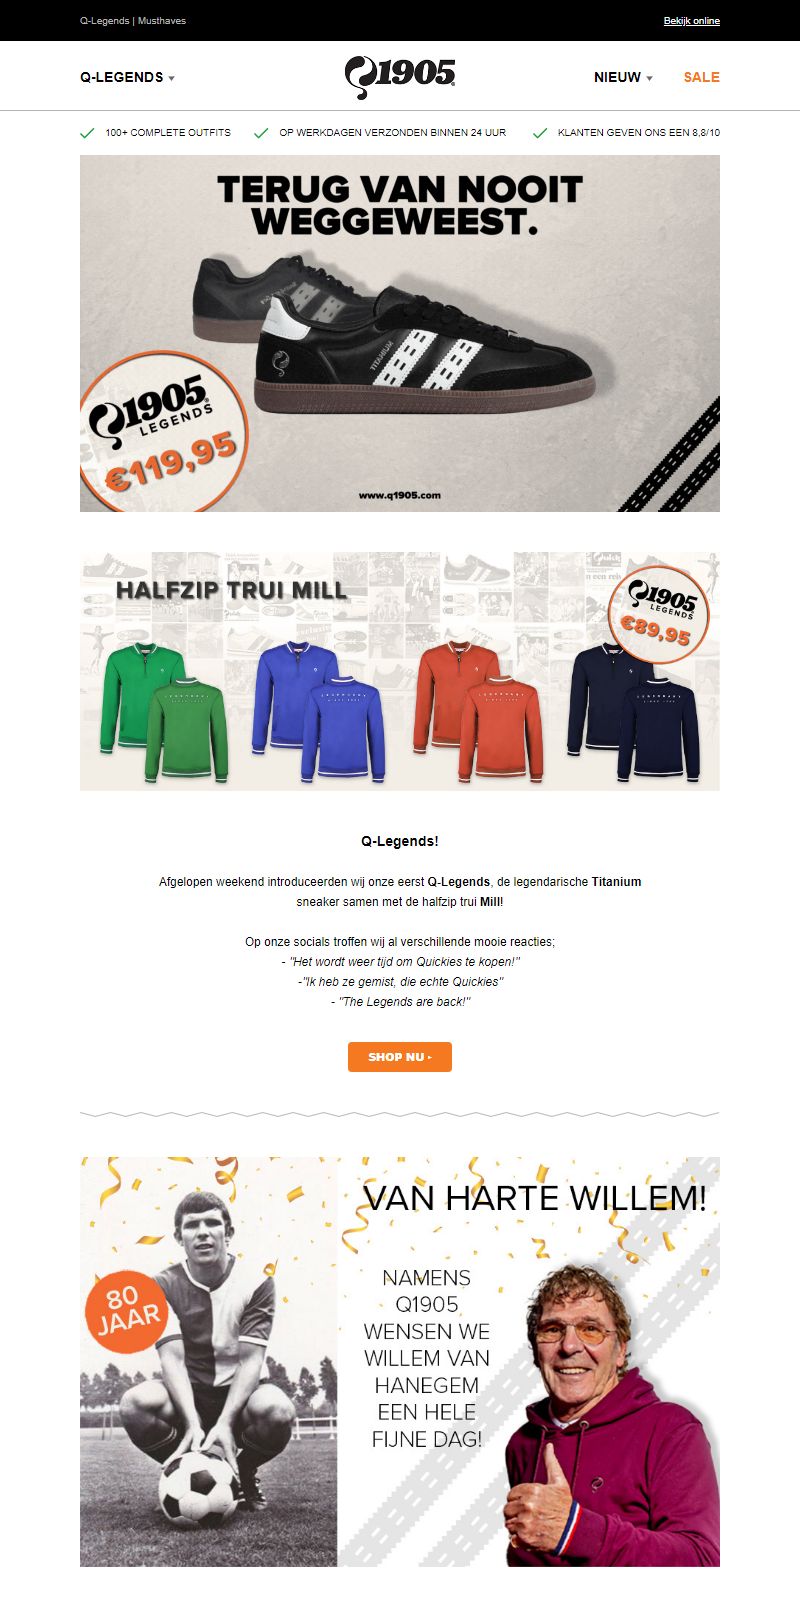 Q-Legends | Musthaves
Bekijk online
Q-LEGENDS
Q1905
NIEUW
SALE
100+ COMPLETE OUTFITS
OP WERKDAGEN VERZONDEN BINNEN 24 UUR
KLANTEN GEVEN ONS EEN 8,8/10
TERUG VAN NOOIT
WEGGEWEEST.
TITANIUM
Q1905
LEGENDS
€119,95
www.q1905.com
HALFZIP TRUI MILL
Q1905
LEGENDS
€89,95
Q-Legends!
Afgelopen weekend introduceerden wij onze eerst Q-Legends, de legendarische Titanium
sneaker samen met de halfzip trui Mill!
Op onze socials troffen wij al verschillende mooie reacties;
- "Het wordt weer tijd om Quickies te kopen!"
-"Ik heb ze gemist, die echte Quickies"
- "The Legends are back!"
SHOP NU
VAN HARTE WILLEM!
80
JAAR
NAMENS
Q1905
WENSEN WE
WILLEM VAN
HANEGEM
EEN HELE
FIJNE DAG!